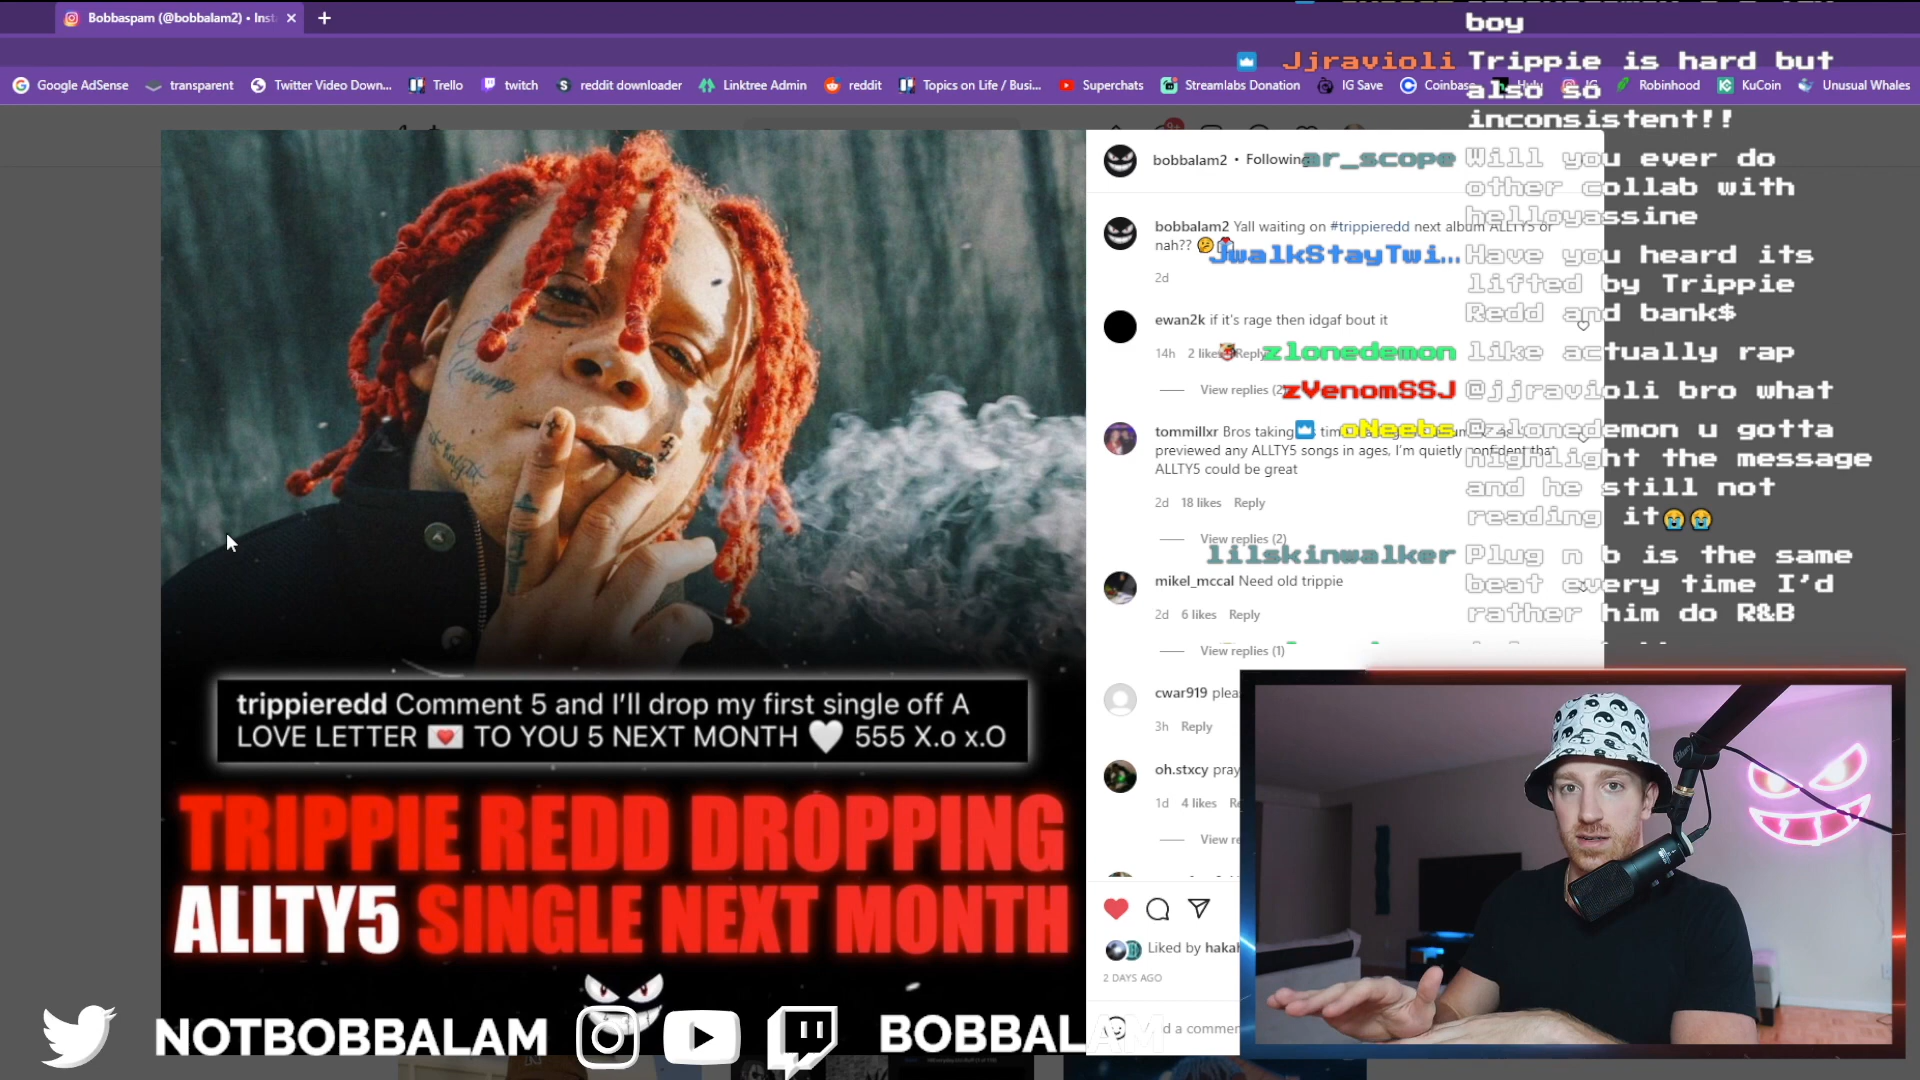 Bobbaspam (@bobbalam2) • Inst
Google AdSense
transparent
Twitter Video Down...
Trello
twitch
reddit downloader
Linktree Admin
reddit
Topics on Life / Busi...
Superchats
Streamlabs Donation
IG Save
Coinbase
IG
Robinhood
KuCoin
Unusual Whales
boy
Jjravioli Trippie is hard but
also so
inconsistent!!
ar_scope Will you ever do
other collab with
helloyassine
JwalkStayTwi... Have you heard its
lifted by Trippie
Redd and bank$
zlonedemon like actually rap
zVenomSSJ @jjravioli bro what
oNeebs @zlonedemon u gotta
highlight the message
and he still not
reading it😭😭
lilskinwalker Plug n b is the same
beat every time I'd
rather him do R&B
bobbalam2 • Following
bobbalam2 Yall waiting on #trippieredd next album ALLTY5 or
nah??
2d
ewan2k if it's rage then idgaf bout it
14h 2 likes Reply
View replies (2)
tommillxr Bros taking
previewed any ALLTY5 songs in ages, I'm quietly confident that
ALLTY5 could be great
2d 18 likes Reply
View replies (2)
mikel_mccal Need old trippie
2d 6 likes Reply
View replies (1)
cwar919
3h Reply
oh.stxcy pray
1d 4 likes
View
Liked by
2 DAYS AGO
trippieredd Comment 5 and I'll drop my first single off A
LOVE LETTER 💌 TO YOU 5 NEXT MONTH 🤍 555 X.o x.O
TRIPPIE REDD DROPPING
ALLTY5 SINGLE NEXT MONTH
NOTBOBBALAM
BOBBALAM